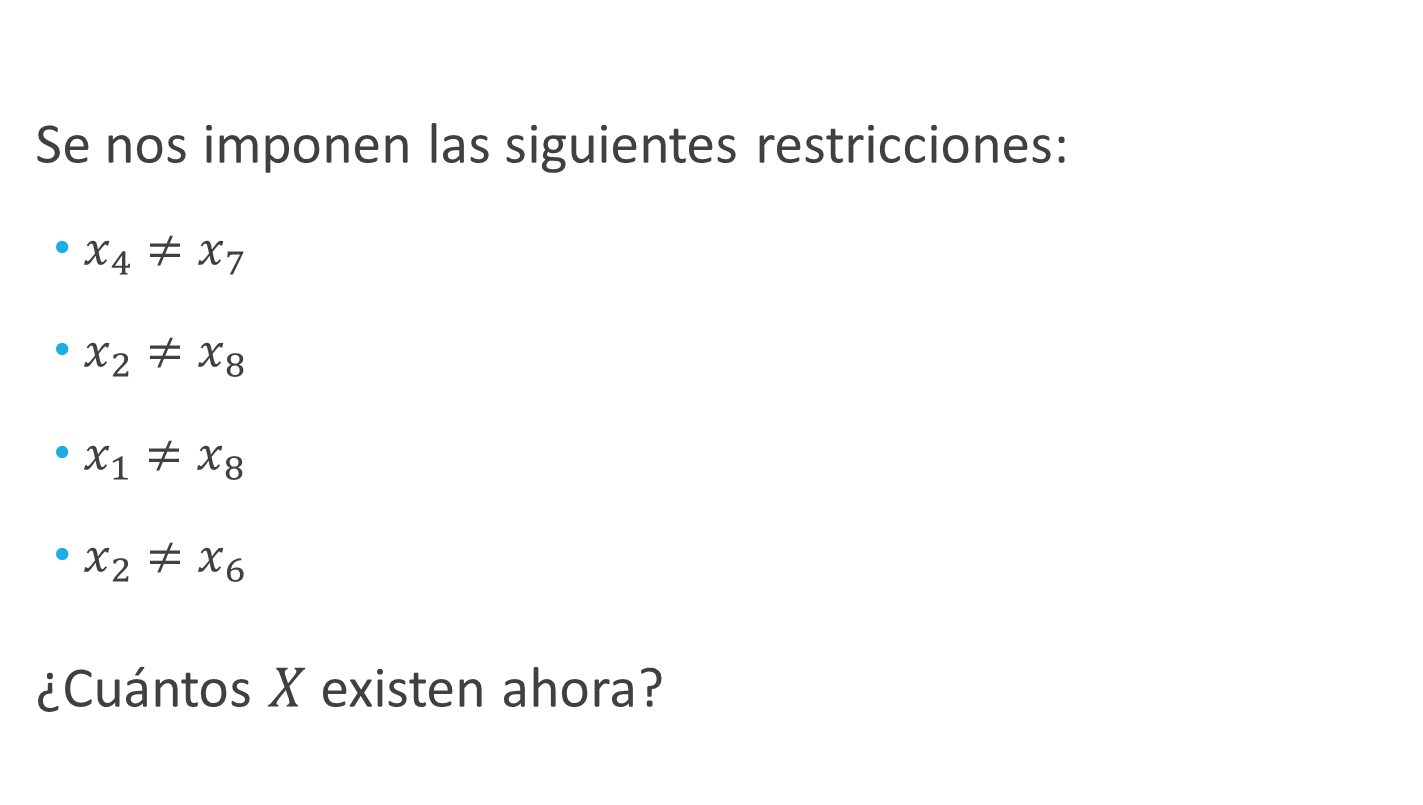 Se nos imponen las siguientes restricciones:
• x₄ ≠ x₇
• x₂ ≠ x₈
• x₁ ≠ x₈
• x₂ ≠ x₆
¿Cuántos X existen ahora?